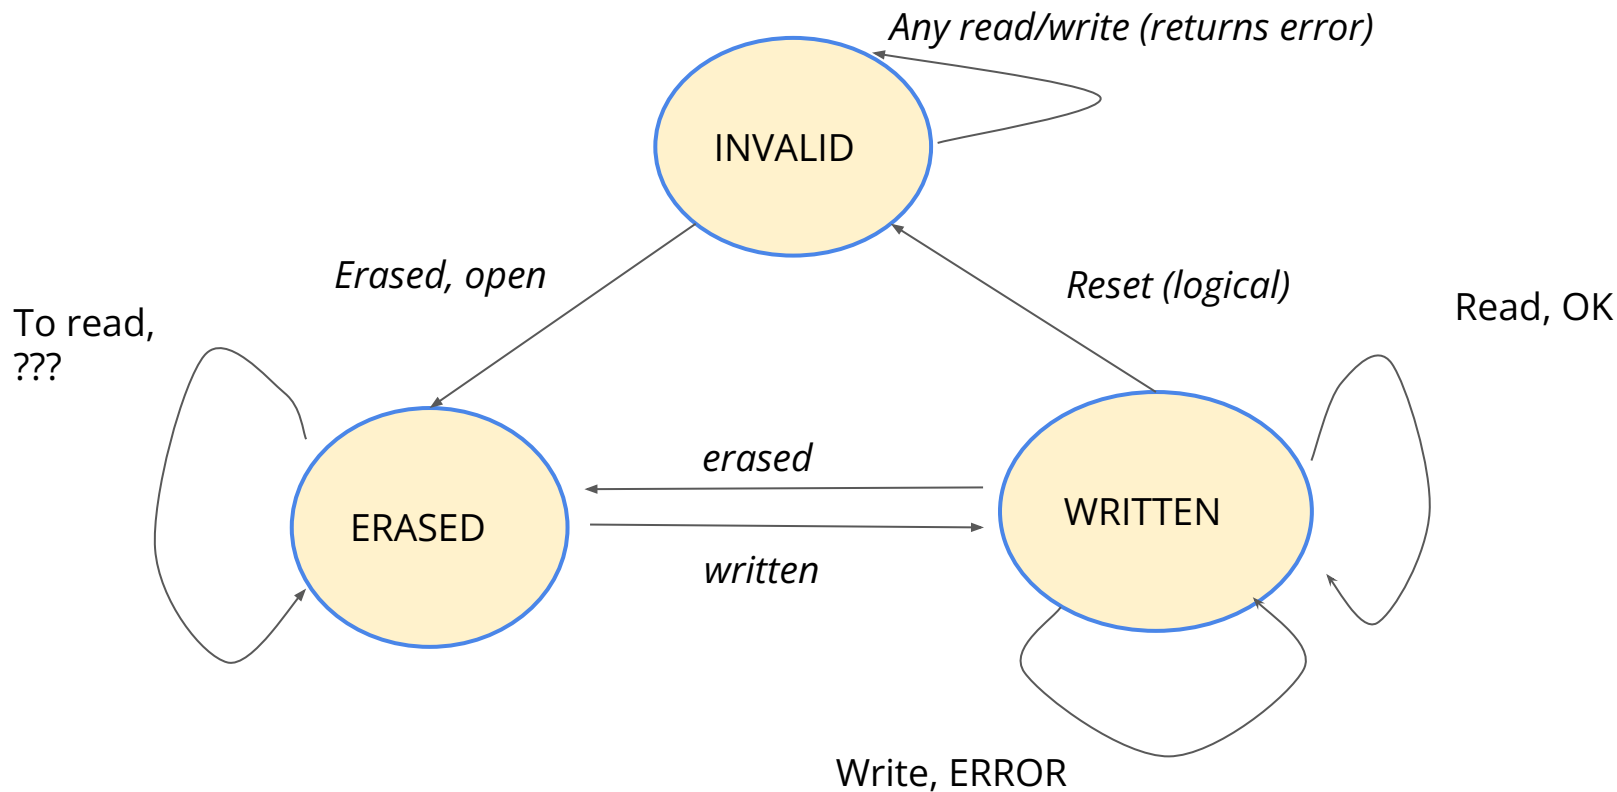 Any read/write (returns error)
INVALID
Erased, open
Reset (logical)
Read, OK
To read,
???
erased
WRITTEN
ERASED
written
Write, ERROR